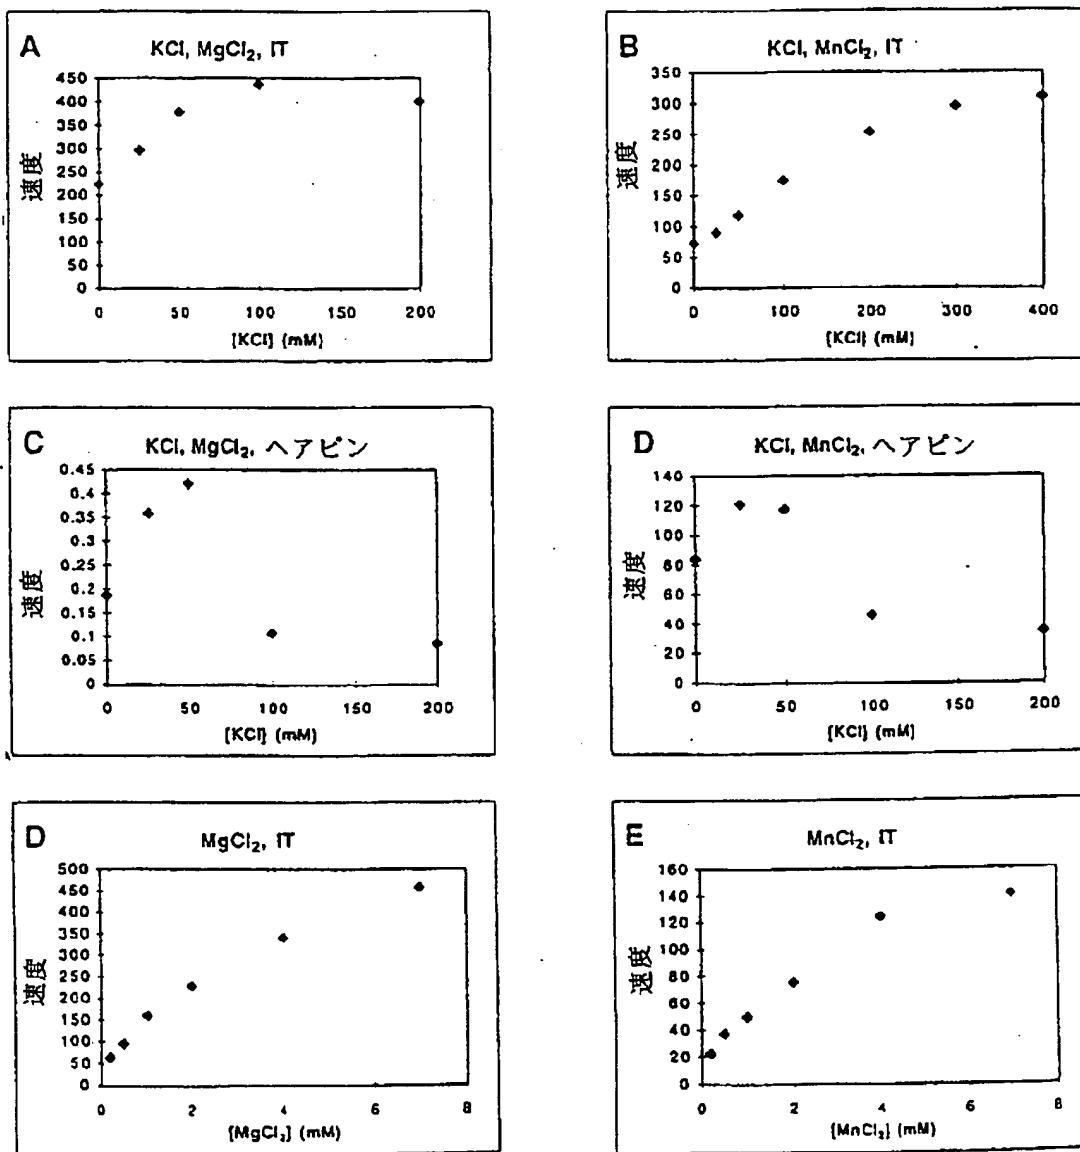 A
KCl, MgCl₂, IT
450
400
350
300
250
200
150
100
50
0
速度
0 50 100 150 200
[KCl] (mM)
B
KCl, MnCl₂, IT
350
300
250
200
150
100
50
0
速度
0 100 200 300 400
[KCl] (mM)
C
KCl, MgCl₂, ヘアピン
0.45
0.4
0.35
0.3
0.25
0.2
0.15
0.1
0.05
0
速度
0 50 100 150 200
[KCl] (mM)
D
KCl, MnCl₂, ヘアピン
140
120
100
80
60
40
20
0
速度
0 50 100 150 200
[KCl] (mM)
D
MgCl₂, IT
500
450
400
350
300
250
200
150
100
50
0
速度
0 2 4 6 8
[MgCl₂] (mM)
E
MnCl₂, IT
160
140
120
100
80
60
40
20
0
速度
0 2 4 6 8
[MnCl₂] (mM)